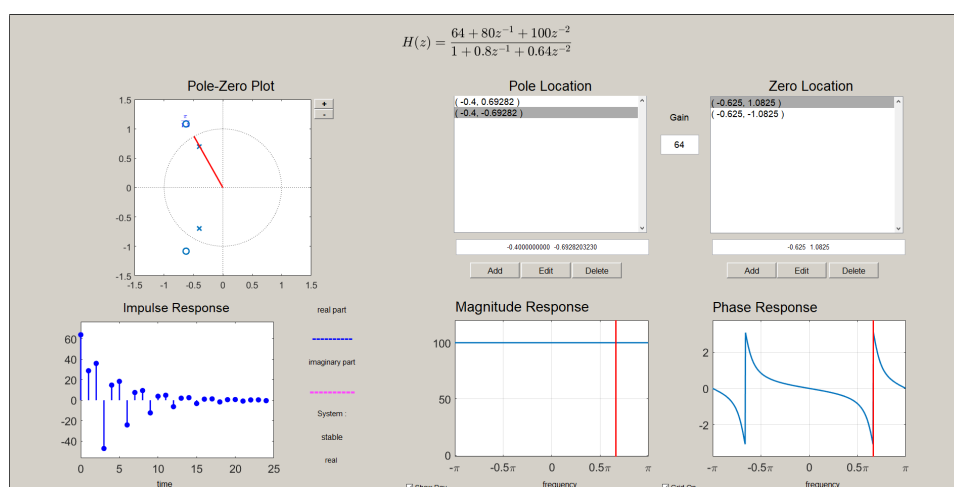 H(z) = \frac{64 + 80z^{-1} + 100z^{-2}}{1 + 0.8z^{-1} + 0.64z^{-2}}
Pole-Zero Plot
1.5
1
0.5
0
-0.5
-1
-1.5
-1.5 -1 -0.5 0 0.5 1 1.5
+
-
Pole Location
( -0.4, 0.69282 )
( -0.4, -0.69282 )
-0.4000000000 -0.6928203230
Add Edit Delete
Gain
64
Zero Location
( -0.625, 1.0825 )
( -0.625, -1.0825 )
-0.625 1.0825
Add Edit Delete
Impulse Response
60
40
20
0
-20
-40
0 5 10 15 20 25
time
real part
imaginary part
System :
stable
real
Magnitude Response
100
50
0
-π -0.5π 0 0.5π π
frequency
Phase Response
2
0
-2
-π -0.5π 0 0.5π π
frequency